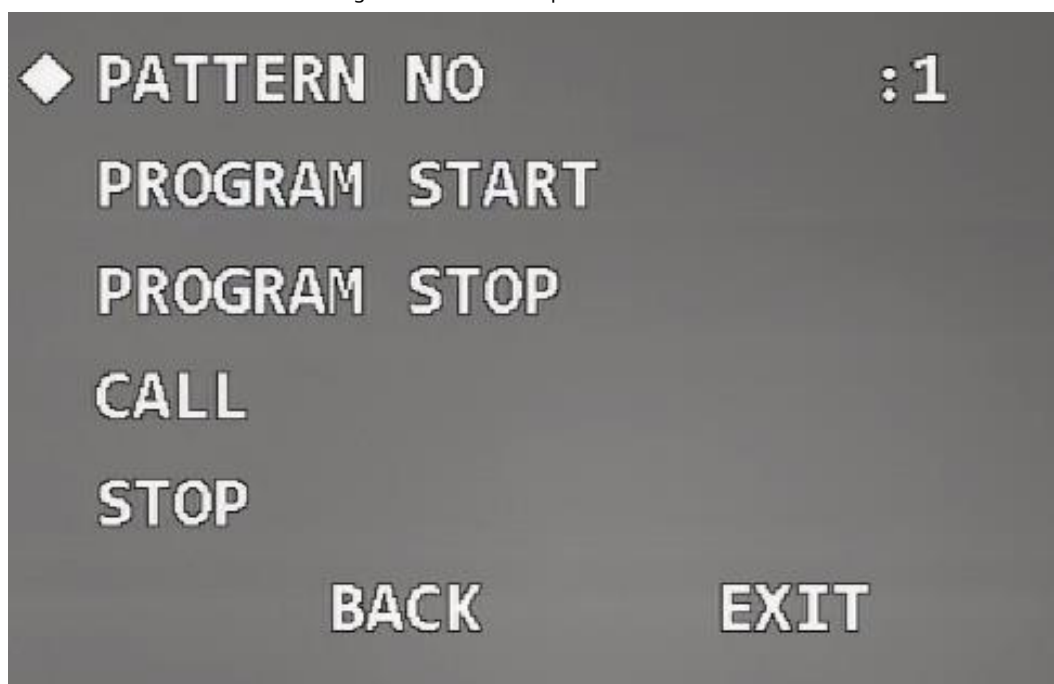 PATTERN NO :1
PROGRAM START
PROGRAM STOP
CALL
STOP
BACK EXIT